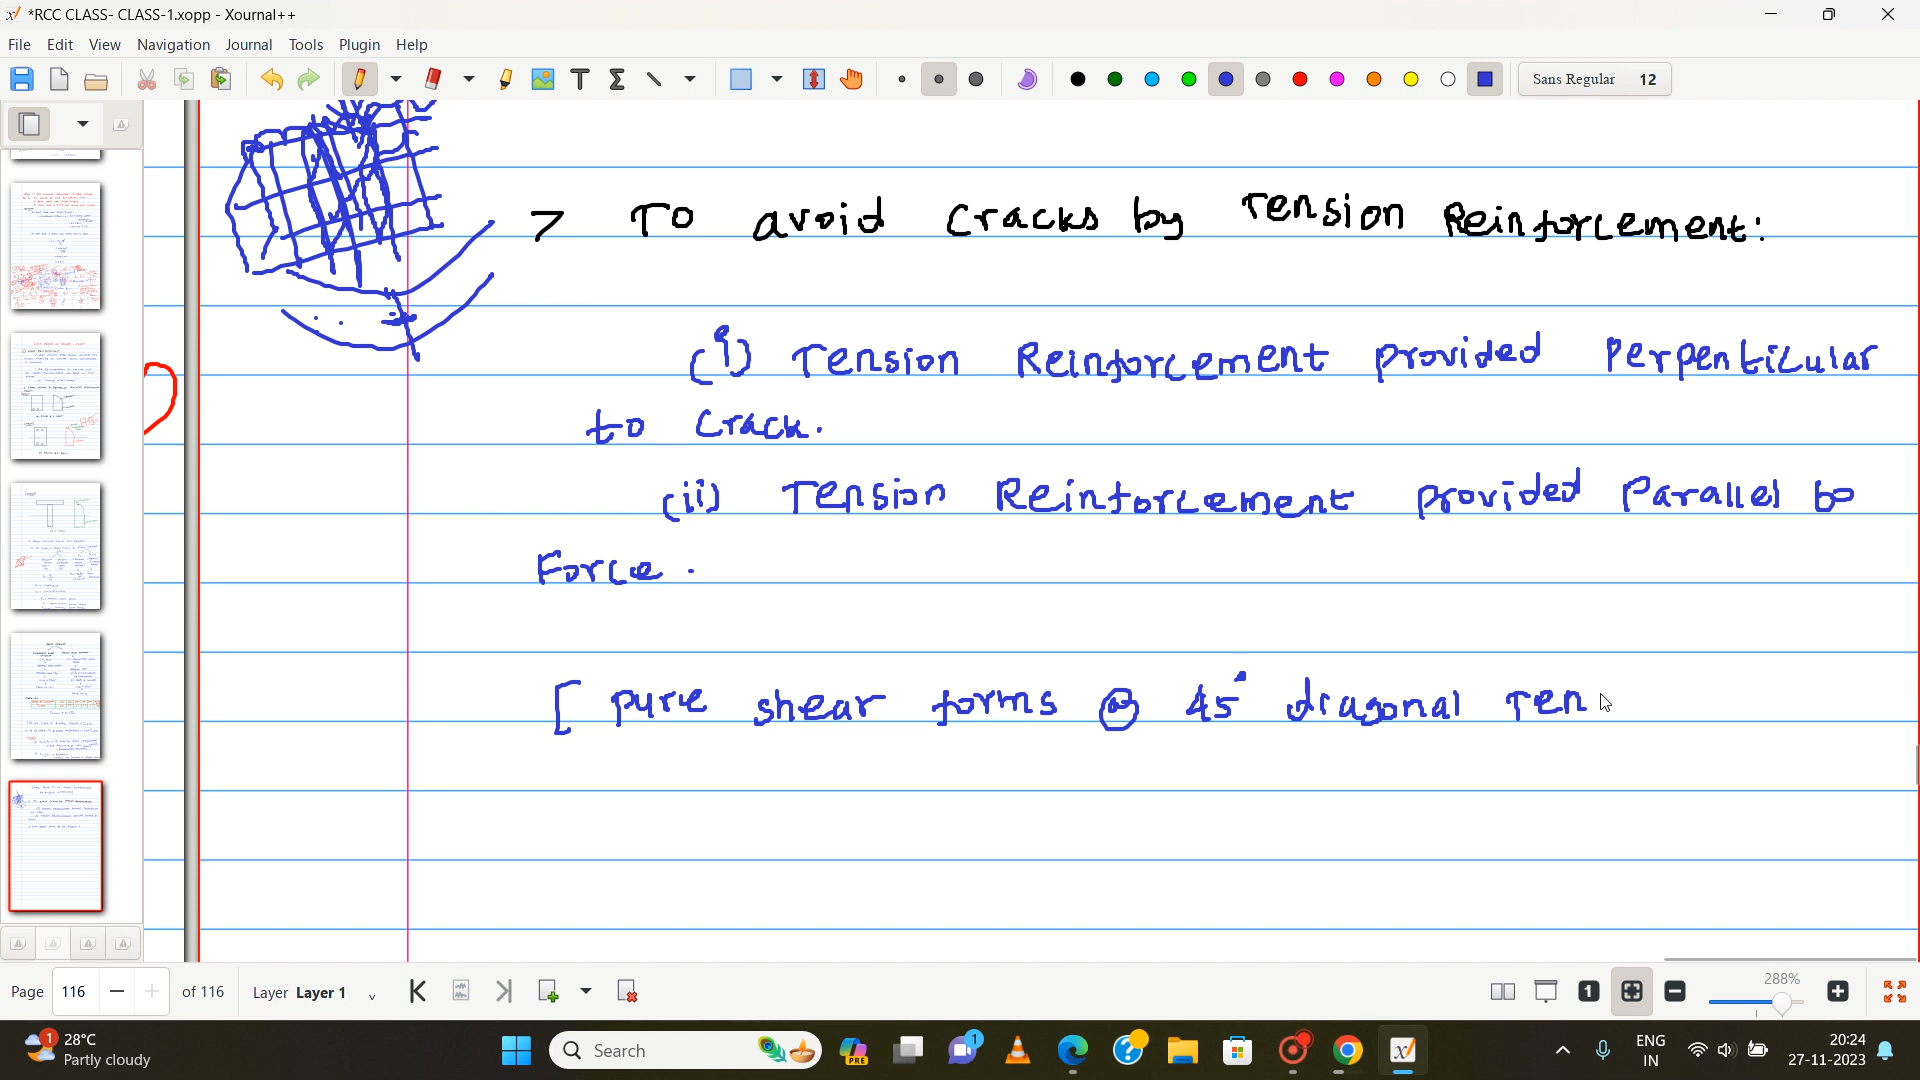 *RCC CLASS- CLASS-1.xopp - Xournal++
File Edit View Navigation Journal Tools Plugin Help
Sans Regular 12
> To avoid Cracks by Tension Reinforcement:
(i) Tension Reinforcement provided Perpenticular
to Crack.
(ii) Tension Reinforcement provided Parallel to
Force.
[ pure shear forms @ 45° diagonal Ten
Page 116 of 116 Layer Layer 1 288%
28°C
Partly cloudy
Search
PRE
ENG
IN
20:24
27-11-2023